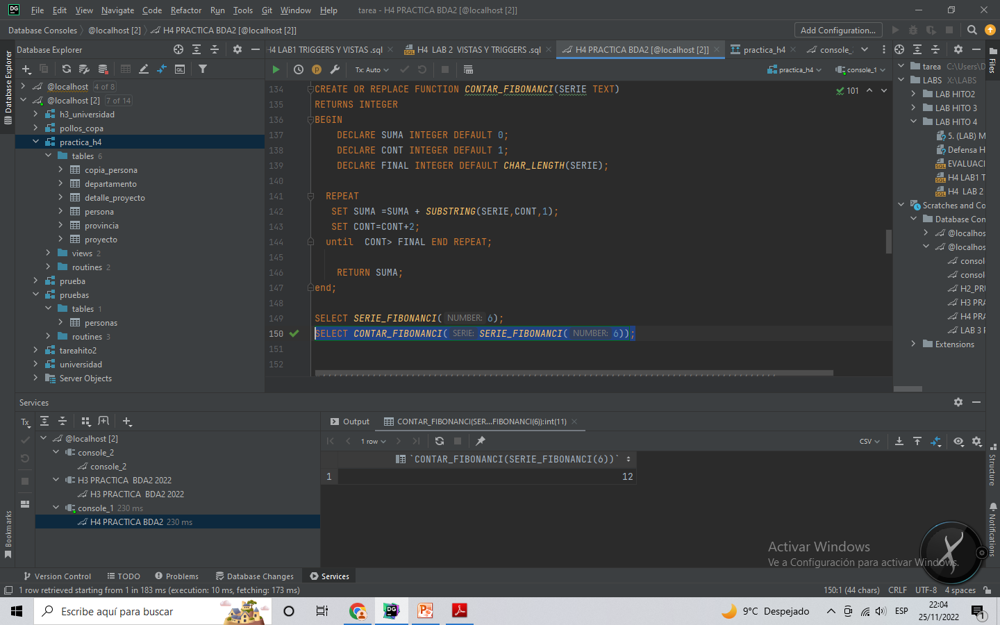 DG File Edit View Navigate Code Refactor Run Tools Git Window Help tarea - H4 PRACTICA BDA2 [@localhost [2]]
Database Consoles @localhost [2] H4 PRACTICA BDA2 [@localhost [2]] Add Configuration...
Database Explorer
Database Explorer
H4 LAB1 TRIGGERS Y VISTAS .sql H4 LAB 2 VISTAS Y TRIGGERS .sql H4 PRACTICA BDA2 [@localhost [2]] practica_h4 console_
Tx: Auto practica_h4 console_1
@localhost 4 of 8
@localhost [2] 7 of 14
h3_universidad
pollos_copa
practica_h4
tables 6
copia_persona
departamento
detalle_proyecto
persona
provincia
proyecto
views 2
routines 2
prueba
pruebas
tables 1
personas
routines 3
tareahito2
universidad
Server Objects
101
134 CREATE OR REPLACE FUNCTION CONTAR_FIBONANCI(SERIE TEXT)
135 RETURNS INTEGER
136 BEGIN
137 DECLARE SUMA INTEGER DEFAULT 0;
138 DECLARE CONT INTEGER DEFAULT 1;
139 DECLARE FINAL INTEGER DEFAULT CHAR_LENGTH(SERIE);
140
141 REPEAT
142 SET SUMA =SUMA + SUBSTRING(SERIE,CONT,1);
143 SET CONT=CONT+2;
144 until CONT> FINAL END REPEAT;
145
146 RETURN SUMA;
147 end;
148
149 SELECT SERIE_FIBONANCI( NUMBER: 6);
150 SELECT CONTAR_FIBONANCI( SERIE: SERIE_FIBONANCI( NUMBER: 6));
151
152
tarea C:\Users\D
LABS X:\LABS
LAB HITO2
LAB HITO 3
LAB HITO 4
5. (LAB) M
Defensa H
EVALUACI
H4 LAB1 T
H4 LAB 2
Scratches and Co
Database Con
@localhos
@localhos
consol
consol
H2_PRU
H3 PRA
H4 PRA
LAB 3 P
Extensions
Files
Services
Tx
@localhost [2]
console_2
console_2
H3 PRACTICA BDA2 2022
H3 PRACTICA BDA2 2022
console_1 230 ms
H4 PRACTICA BDA2 230 ms
Output CONTAR_FIBONANCI(SER...FIBONANCI(6)):int(11)
1 row CSV
`CONTAR_FIBONANCI(SERIE_FIBONANCI(6))`
1 12
Structure
Notifications
Bookmarks
Activar Windows
Ve a Configuración para activar Windows.
Version Control TODO Problems Database Changes Services
1 row retrieved starting from 1 in 183 ms (execution: 10 ms, fetching: 173 ms) 150:1 (44 chars) CRLF UTF-8 4 spaces
Escribe aquí para buscar 9°C Despejado ESP 22:04
25/11/2022
1